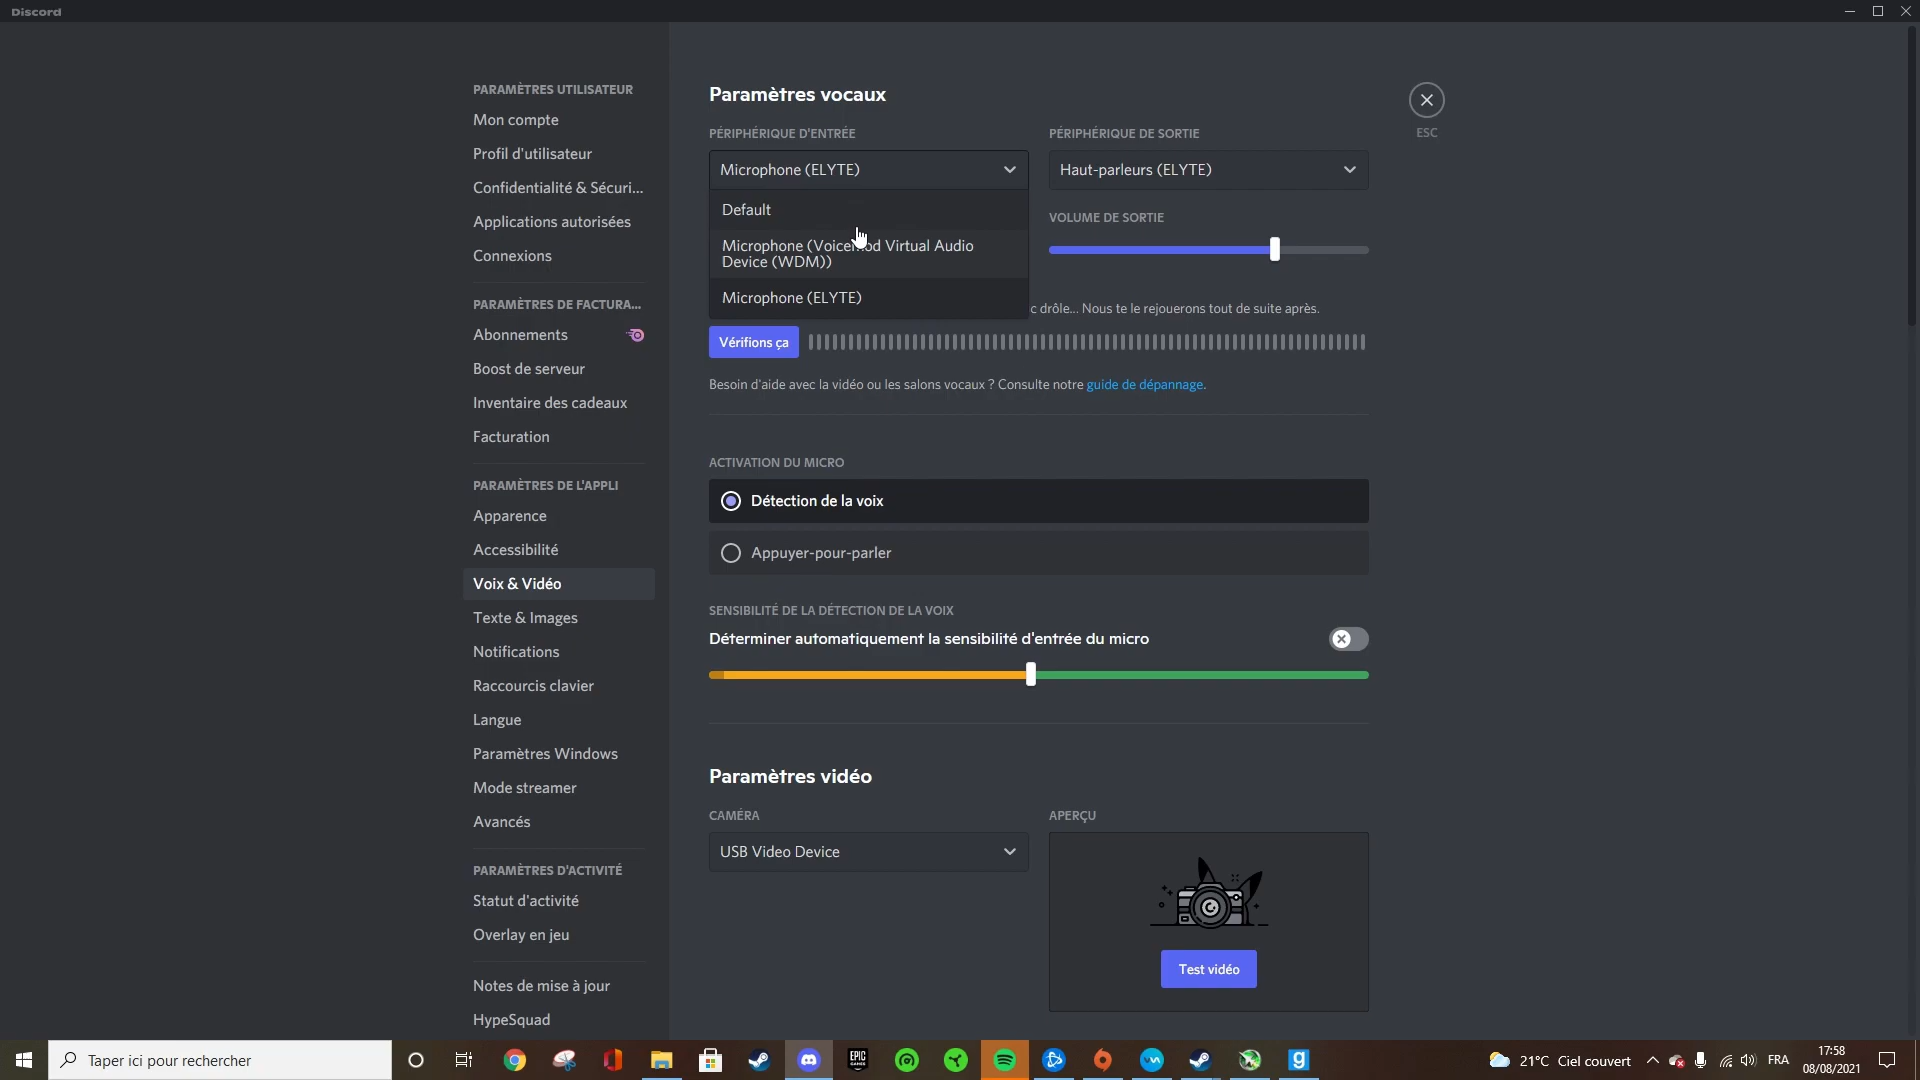 Discord
PARAMÈTRES UTILISATEUR
Mon compte
Profil d'utilisateur
Confidentialité & Sécuri...
Applications autorisées
Connexions
PARAMÈTRES DE FACTURA...
Abonnements
Boost de serveur
Inventaire des cadeaux
Facturation
PARAMÈTRES DE L'APPLI
Apparence
Accessibilité
Voix & Vidéo
Texte & Images
Notifications
Raccourcis clavier
Langue
Paramètres Windows
Mode streamer
Avancés
PARAMÈTRES D'ACTIVITÉ
Statut d'activité
Overlay en jeu
Notes de mise à jour
HypeSquad
Paramètres vocaux
ESC
PÉRIPHÉRIQUE D'ENTRÉE
Microphone (ELYTE)
Default
Microphone (Voicemod Virtual Audio
Device (WDM))
Microphone (ELYTE)
PÉRIPHÉRIQUE DE SORTIE
Haut-parleurs (ELYTE)
VOLUME DE SORTIE
c drôle... Nous te le rejouerons tout de suite après.
Vérifions ça
Besoin d'aide avec la vidéo ou les salons vocaux ? Consulte notre guide de dépannage.
ACTIVATION DU MICRO
Détection de la voix
Appuyer-pour-parler
SENSIBILITÉ DE LA DÉTECTION DE LA VOIX
Déterminer automatiquement la sensibilité d'entrée du micro
Paramètres vidéo
CAMÉRA
USB Video Device
APERÇU
Test vidéo
Taper ici pour rechercher
EPIC
GAMES
21°C Ciel couvert
FRA
17:58
08/08/2021